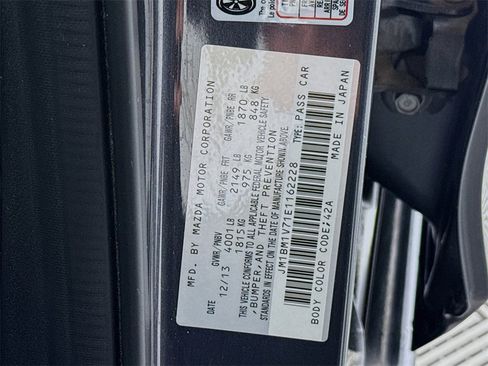 MFD. BY MAZDA MOTOR CORPORATION
GVWR/PNBV GAWR/PNBE FRT GAWR/PNBE RR
DATE 4001 LB 2149 LB 1870 LB
12/13 1815 KG 975 KG 848 KG
THIS VEHICLE CONFORMS TO ALL APPLICABLE FEDERAL MOTOR VEHICLE SAFETY
,BUMPER,AND THEFT PREVENTION
STANDARDS IN EFFECT ON THE DATE OF MANUFACTURE SHOWN ABOVE.
JM1BM1V71E1162228 TYPE:PASS CAR
BODY COLOR CODE;42A MADE IN JAPAN